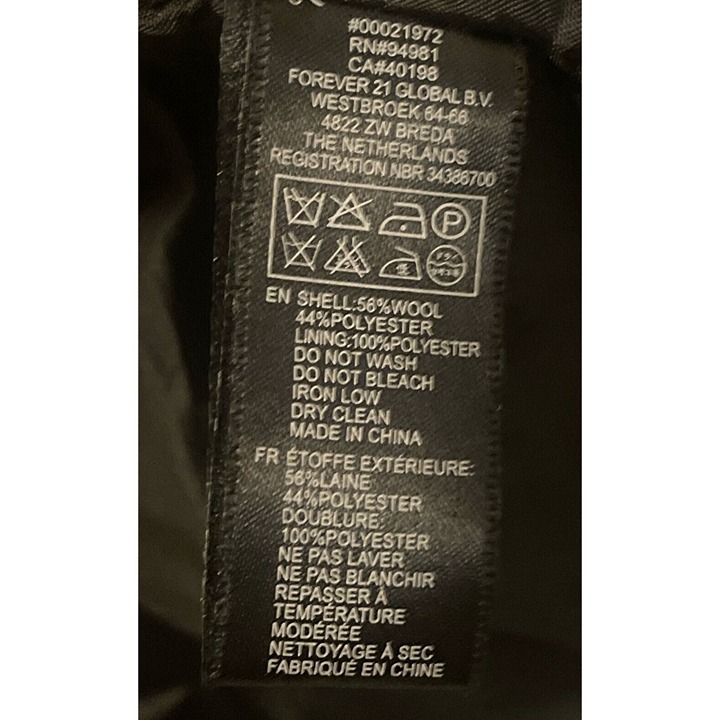 #00021972
RN#94981
CA#40198
FOREVER 21 GLOBAL B.V.
WESTBROEK 64-66
4822 ZW BREDA
THE NETHERLANDS
REGISTRATION NBR 34386700
P
EN SHELL:56%WOOL
44%POLYESTER
LINING:100%POLYESTER
DO NOT WASH
DO NOT BLEACH
IRON LOW
DRY CLEAN
MADE IN CHINA
FR ÉTOFFE EXTÉRIEURE:
56%LAINE
44%POLYESTER
DOUBLURE:
100%POLYESTER
NE PAS LAVER
NE PAS BLANCHIR
REPASSER À
TEMPÉRATURE
MODÉRÉE
NETTOYAGE À SEC
FABRIQUÉ EN CHINE